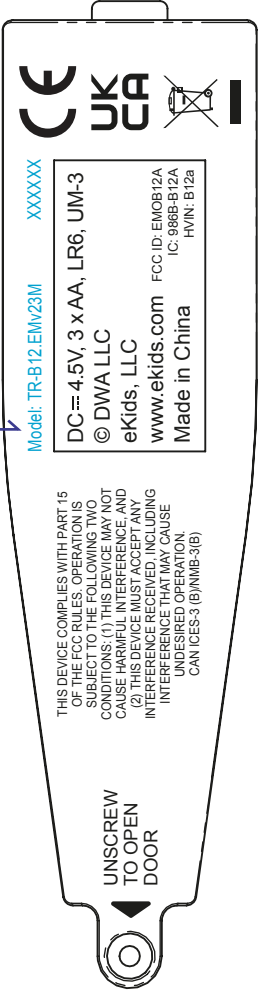 UNSCREW
TO OPEN
DOOR
THIS DEVICE COMPLIES WITH PART 15
OF THE FCC RULES. OPERATION IS
SUBJECT TO THE FOLLOWING TWO
CONDITIONS: (1) THIS DEVICE MAY NOT
CAUSE HARMFUL INTERFERENCE, AND
(2) THIS DEVICE MUST ACCEPT ANY
INTERFERENCE RECEIVED, INCLUDING
INTERFERENCE THAT MAY CAUSE
UNDESIRED OPERATION.
CAN ICES-3 (B)/NMB-3(B)
Model: TR-B12.EMv23M XXXXXX
DC⎓4.5V, 3 x AA, LR6, UM-3
© DWA LLC
eKids, LLC
www.ekids.com
Made in China
FCC ID: EMOB12A
IC: 986B-B12A
HVIN: B12a
CE
UK
CA